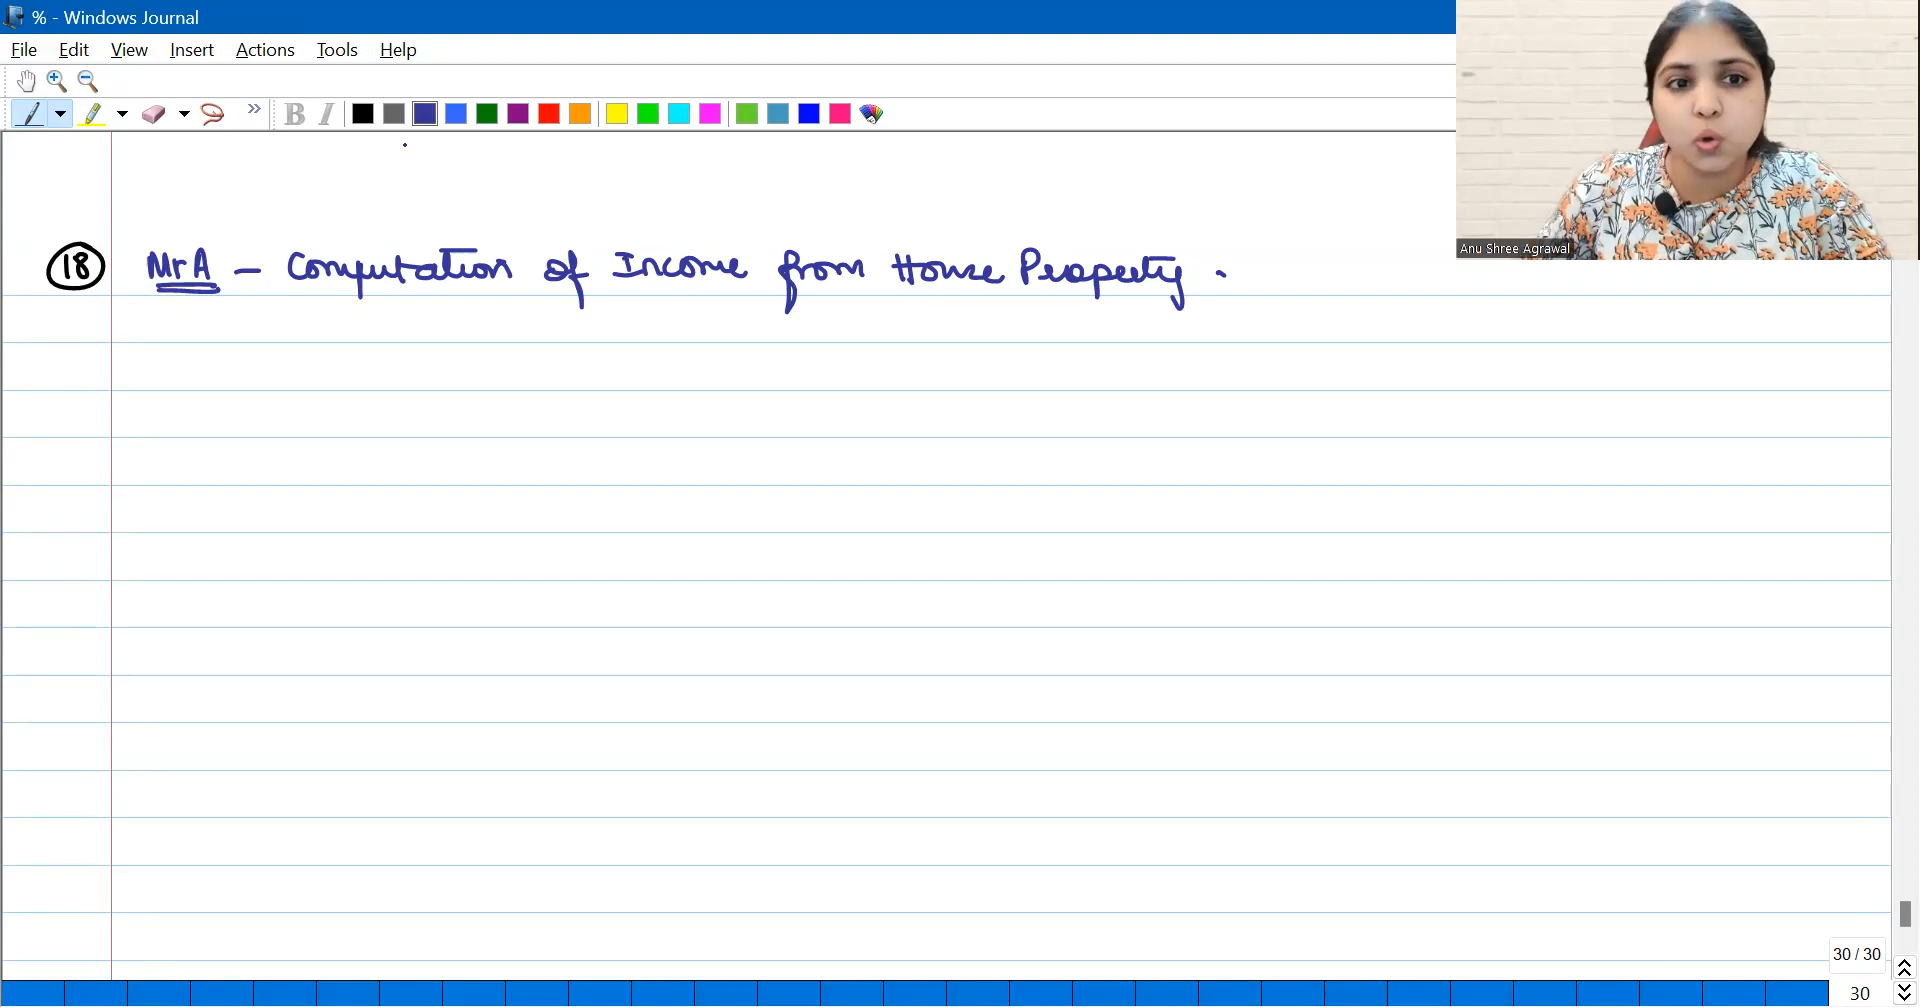 % - Windows Journal
File Edit View Insert Actions Tools Help
B I
Anu Shree Agrawal
18 Mr A - Computation of Income from House Property.
30 / 30
30